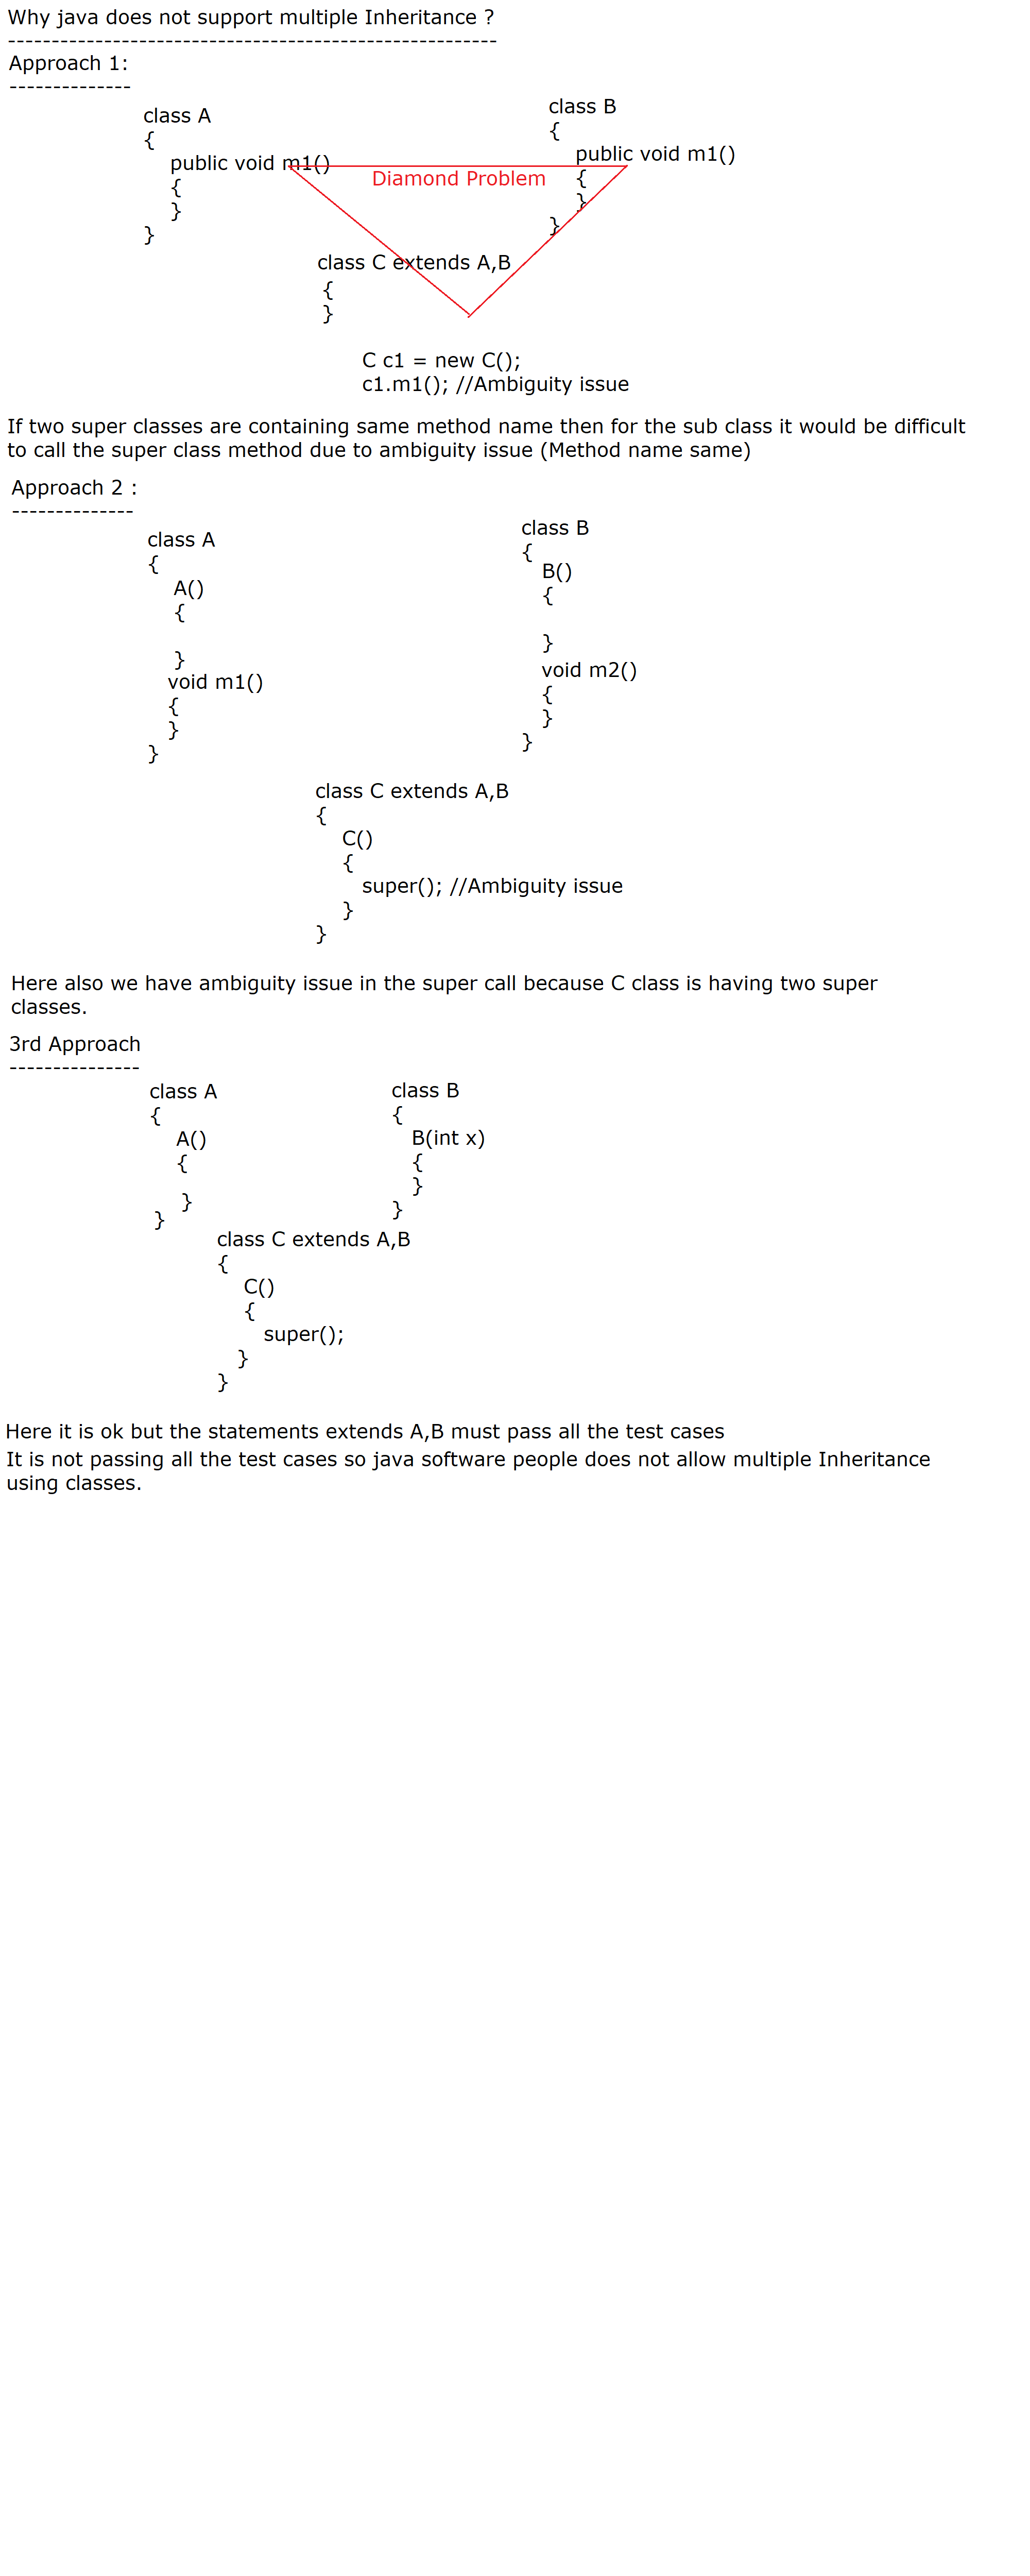 Why java does not support multiple Inheritance ?
--------------------------------------------------------
Approach 1:
--------------
class A
{
public void m1()
{
}
}
class B
{
public void m1()
{
}
}
Diamond Problem
class C extends A,B
{
}
C c1 = new C();
c1.m1(); //Ambiguity issue
If two super classes are containing same method name then for the sub class it would be difficult
to call the super class method due to ambiguity issue (Method name same)
Approach 2 :
--------------
class A
{
A()
{
}
void m1()
{
}
}
class B
{
B()
{
}
void m2()
{
}
}
class C extends A,B
{
C()
{
super(); //Ambiguity issue
}
}
Here also we have ambiguity issue in the super call because C class is having two super
classes.
3rd Approach
---------------
class A
{
A()
{
}
}
class B
{
B(int x)
{
}
}
class C extends A,B
{
C()
{
super();
}
}
Here it is ok but the statements extends A,B must pass all the test cases
It is not passing all the test cases so java software people does not allow multiple Inheritance
using classes.